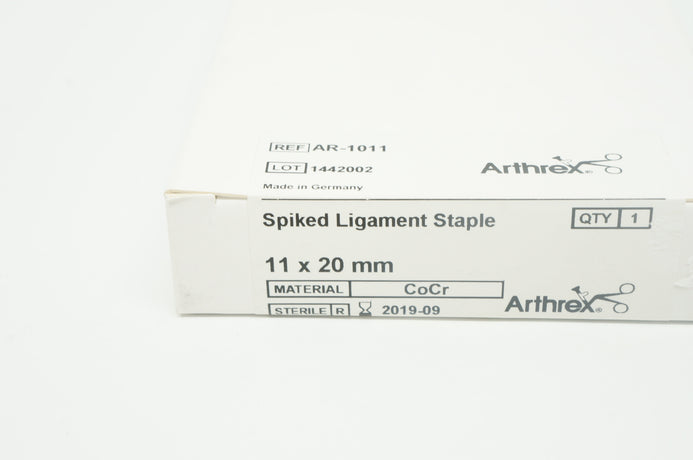 REF AR-1011
LOT 1442002
Arthrex®
Made in Germany
Spiked Ligament Staple
QTY 1
11 x 20 mm
MATERIAL CoCr
STERILE R 2019-09
Arthrex®